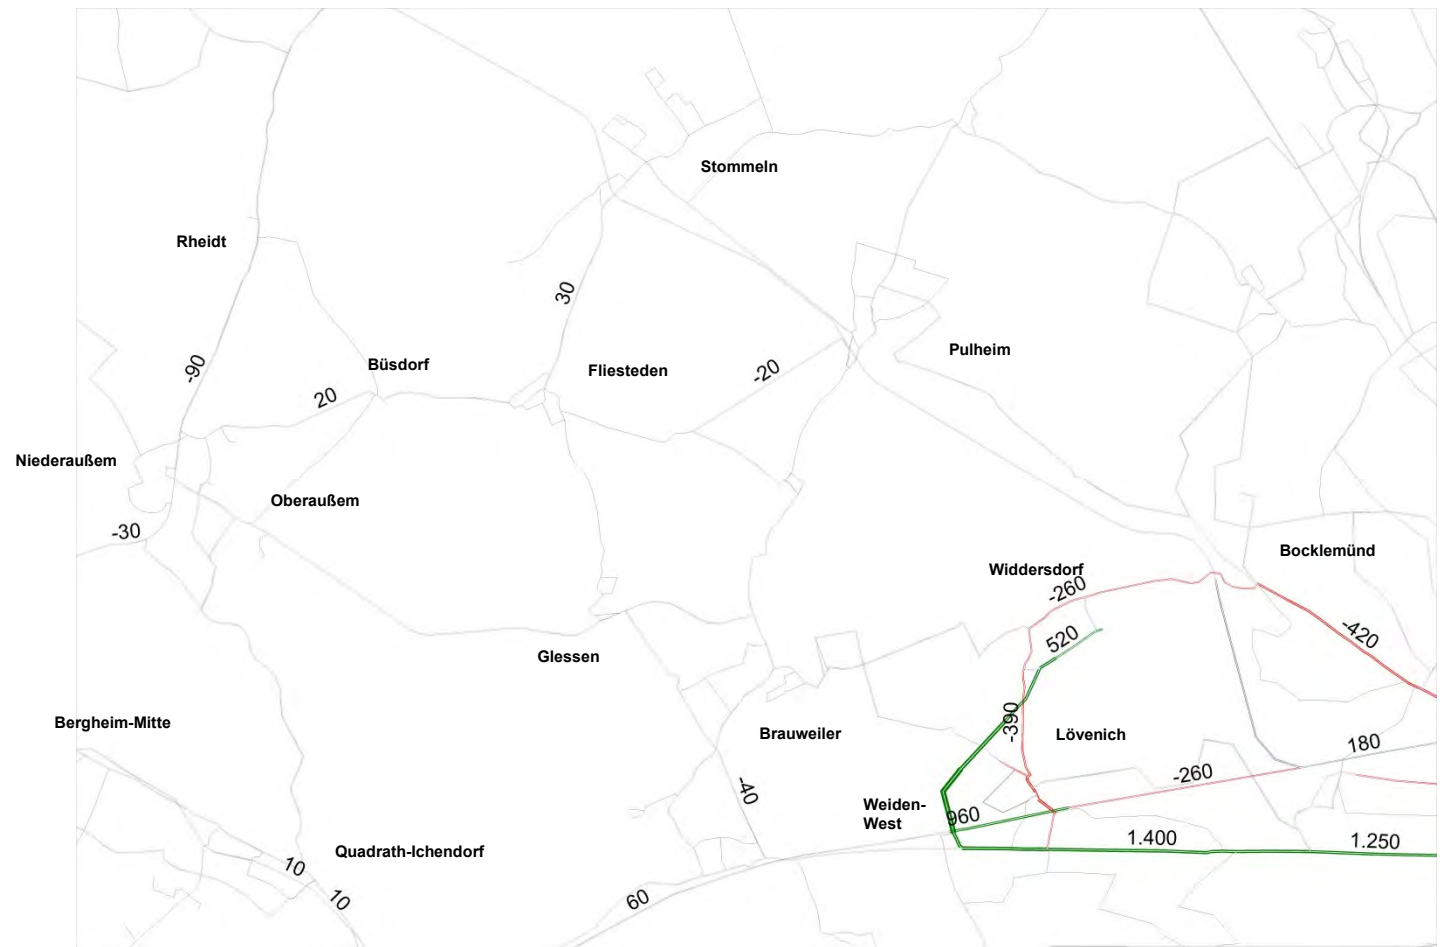 Stommeln
Rheidt
30
Pulheim
Büsdorf
Fliesteden
-90
-20
20
Niederaußem
Oberaußem
-30
Bocklemünd
Widdersdorf
-260
520
-420
Glessen
Bergheim-Mitte
-390
Brauweiler
Lövenich
180
-260
-40
Weiden-
West
960
1.400
1.250
Quadrath-Ichendorf
10
10
60